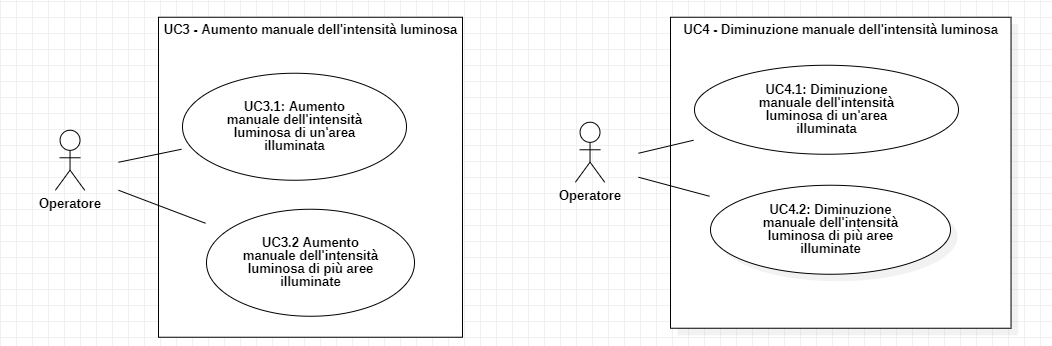 UC3 - Aumento manuale dell'intensità luminosa
UC3.1: Aumento
manuale dell'intensità
luminosa di un'area
illuminata
Operatore
UC3.2 Aumento
manuale dell'intensità
luminosa di più aree
illuminate
UC4 - Diminuzione manuale dell'intensità luminosa
UC4.1: Diminuzione
manuale dell'intensità
luminosa di un'area
illuminata
Operatore
UC4.2: Diminuzione
manuale dell'intensità
luminosa di più aree
illuminate